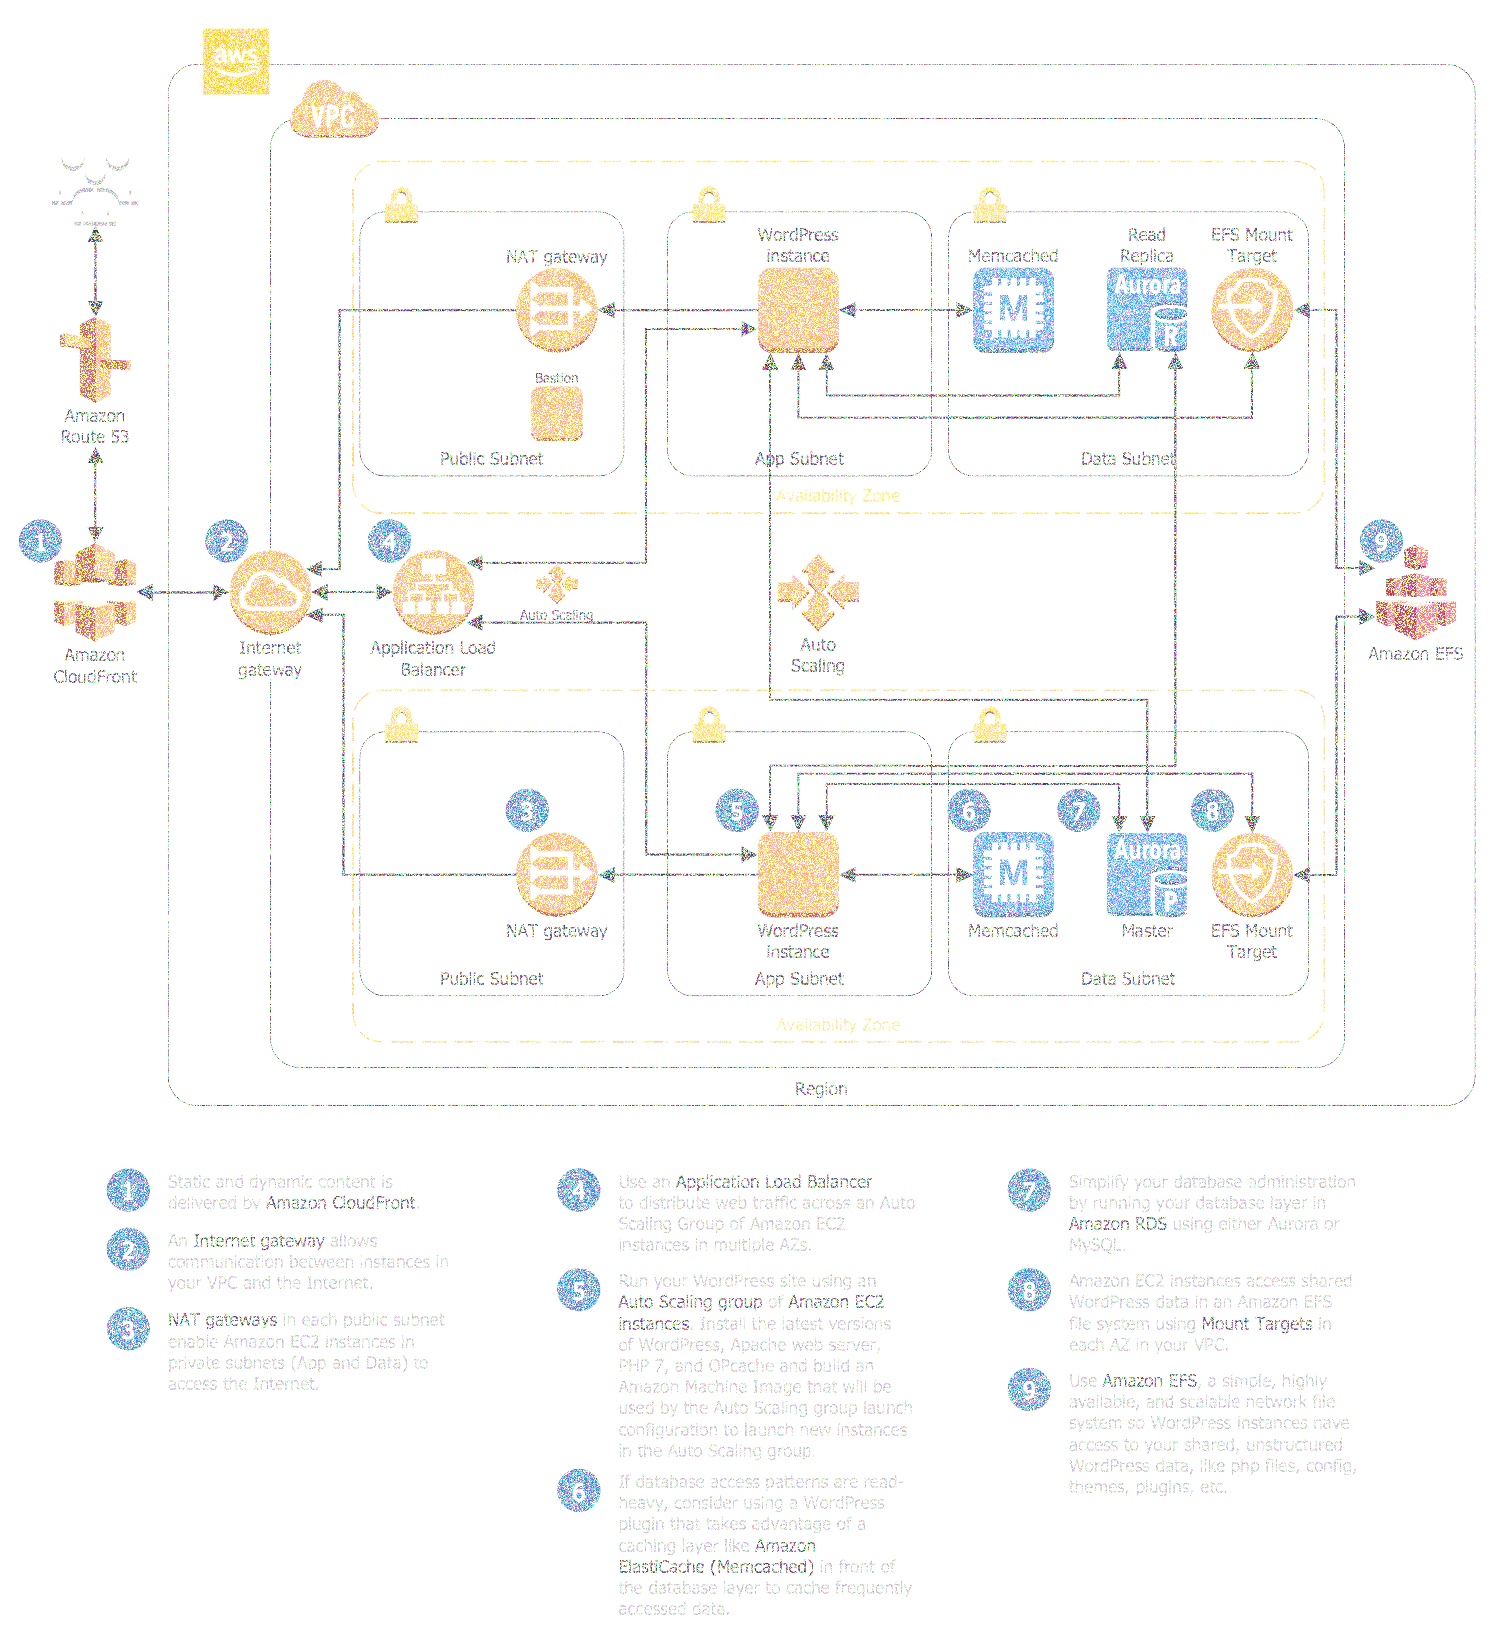 aws
VPC
NAT gateway
WordPress
instance
Memcached
M
Read
Replica
Aurora
R
EFS Mount
Target
Bastion
Public Subnet
App Subnet
Data Subnet
Availability Zone
Amazon
Route 53
1
Amazon
CloudFront
2
Internet
gateway
4
Application Load
Balancer
Auto Scaling
Auto
Scaling
9
Amazon EFS
3
NAT gateway
5
WordPress
instance
6
M
Memcached
7
Aurora
P
Master
8
EFS Mount
Target
Public Subnet
App Subnet
Data Subnet
Availability Zone
Region
1
Static and dynamic content is
delivered by Amazon CloudFront.
2
An Internet gateway allows
communication between instances in
your VPC and the Internet.
3
NAT gateways in each public subnet
enable Amazon EC2 instances in
private subnets (App and Data) to
access the Internet.
4
Use an Application Load Balancer
to distribute web traffic across an Auto
Scaling Group of Amazon EC2
instances in multiple AZs.
5
Run your WordPress site using an
Auto Scaling group of Amazon EC2
instances. Install the latest versions
of WordPress, Apache web server,
PHP 7, and OPcache and build an
Amazon Machine Image that will be
used by the Auto Scaling group launch
configuration to launch new instances
in the Auto Scaling group.
6
If database access patterns are read-
heavy, consider using a WordPress
plugin that takes advantage of a
caching layer like Amazon
ElastiCache (Memcached) in front of
the database layer to cache frequently
accessed data.
7
Simplify your database administration
by running your database layer in
Amazon RDS using either Aurora or
MySQL.
8
Amazon EC2 instances access shared
WordPress data in an Amazon EFS
file system using Mount Targets in
each AZ in your VPC.
9
Use Amazon EFS, a simple, highly
available, and scalable network file
system so WordPress instances have
access to your shared, unstructured
WordPress data, like php files, config,
themes, plugins, etc.